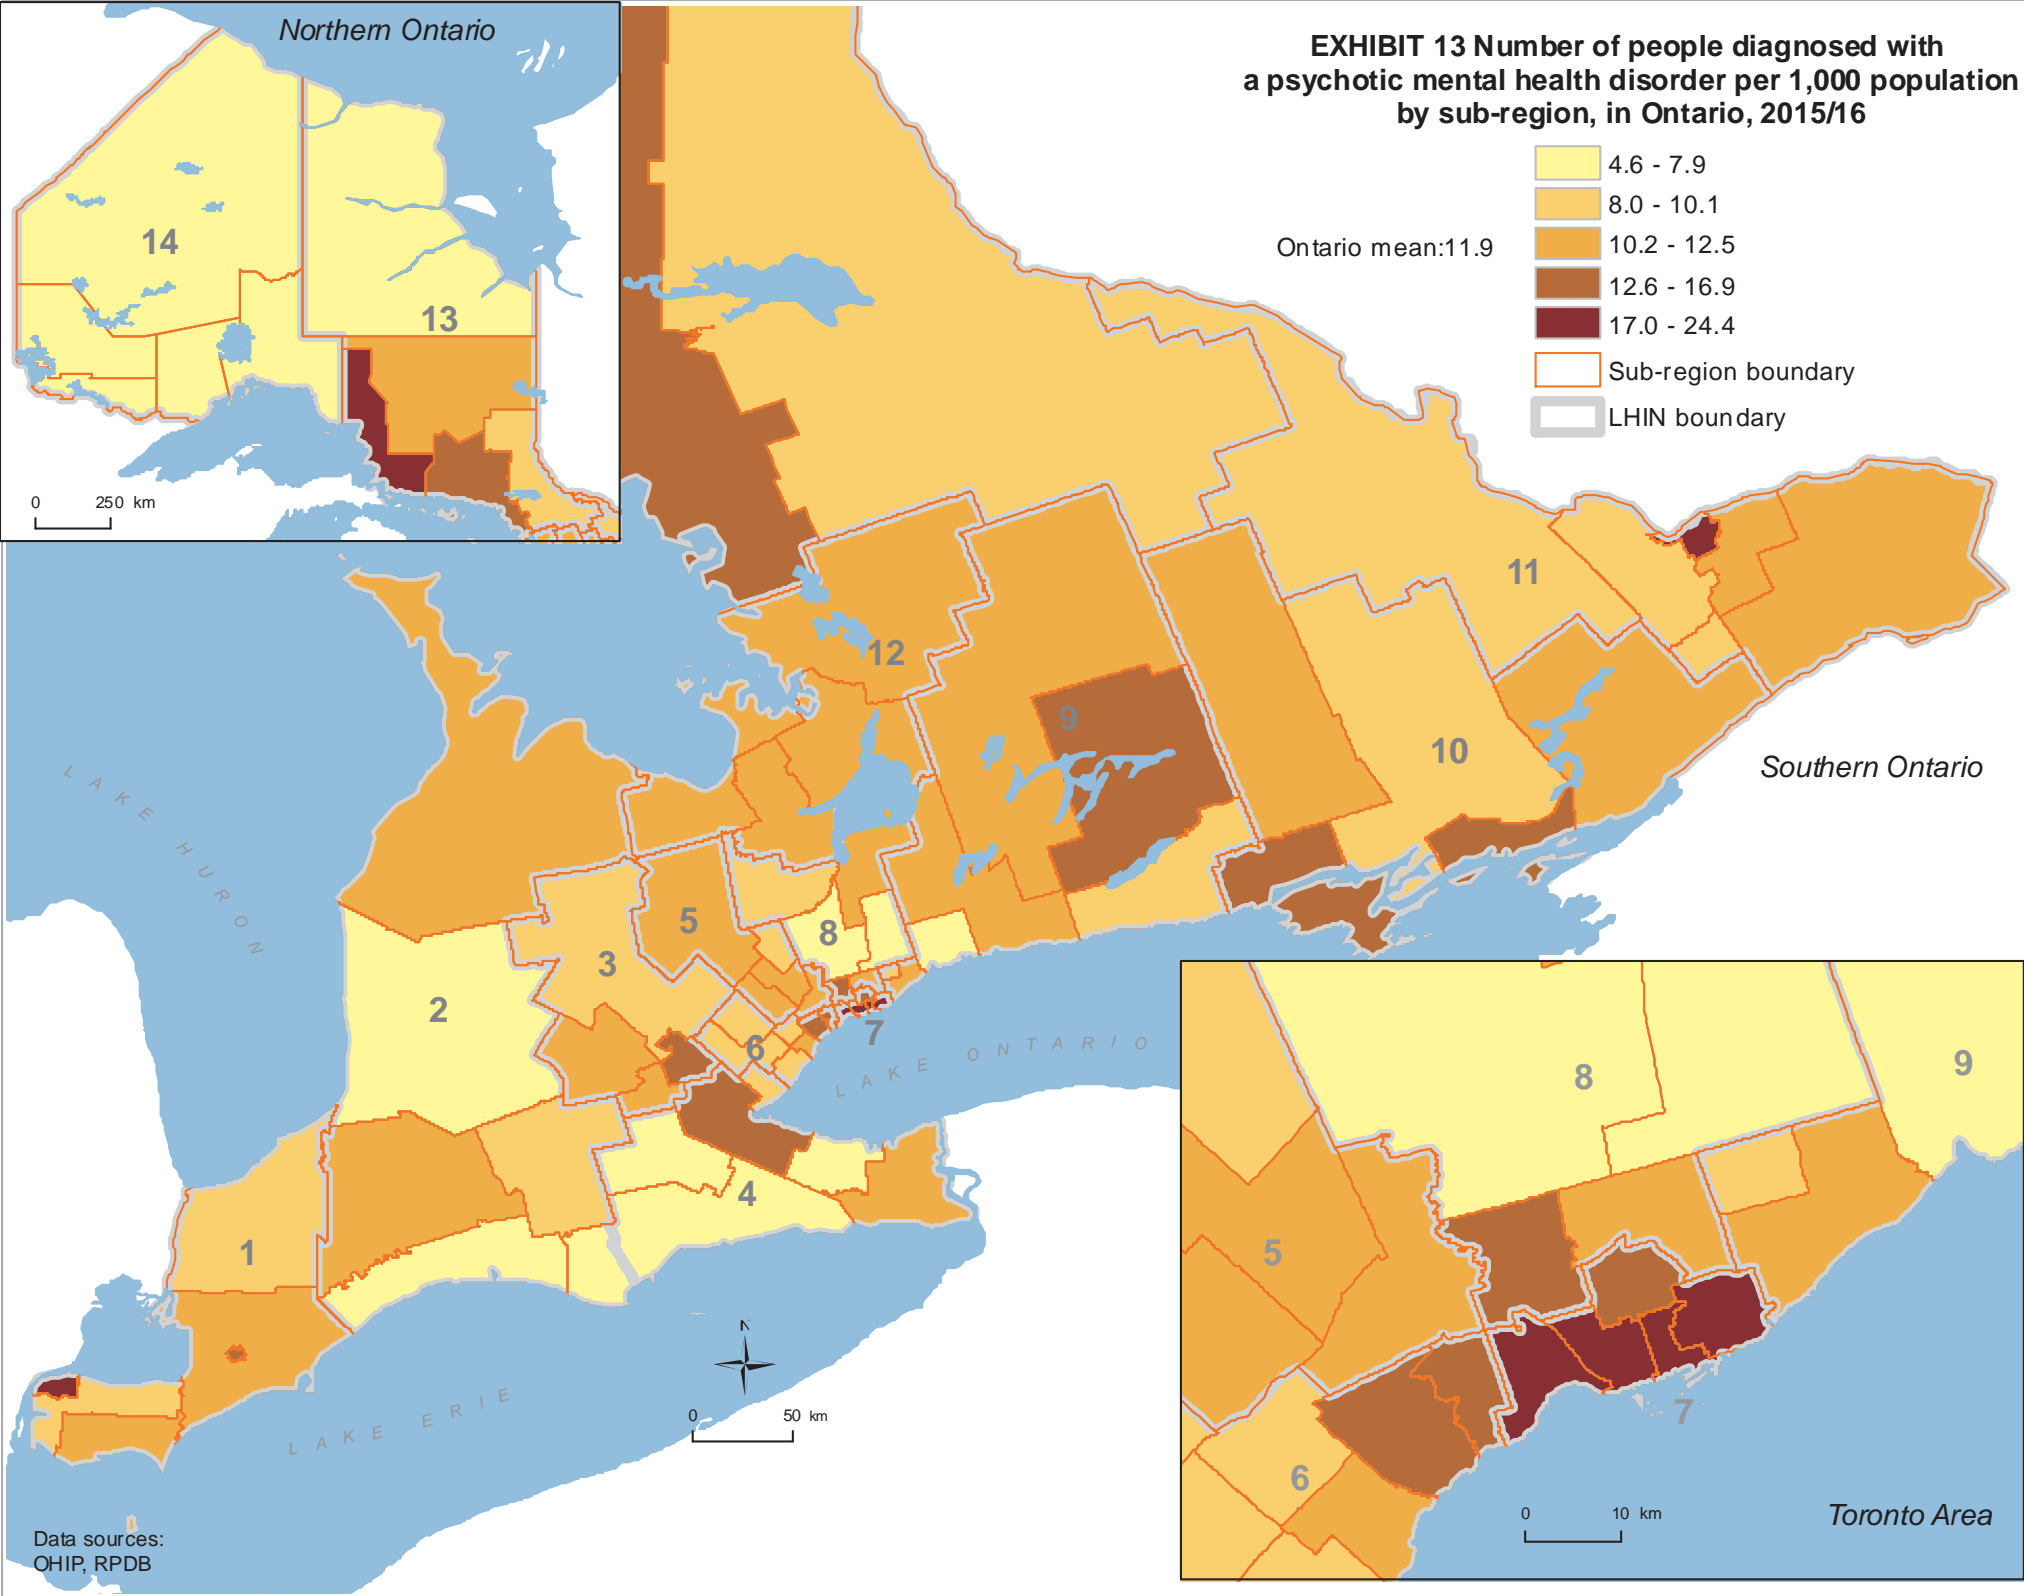 Northern Ontario
14
13
0 250 km
EXHIBIT 13 Number of people diagnosed with
a psychotic mental health disorder per 1,000 population
by sub-region, in Ontario, 2015/16
Ontario mean:11.9
4.6 - 7.9
8.0 - 10.1
10.2 - 12.5
12.6 - 16.9
17.0 - 24.4
Sub-region boundary
LHIN boundary
11
12
9
10
Southern Ontario
LAKE HURON
5
8
3
2
7
6
LAKE ONTARIO
4
1
N
0 50 km
LAKE ERIE
Data sources:
OHIP, RPDB
8
9
5
7
6
0 10 km
Toronto Area